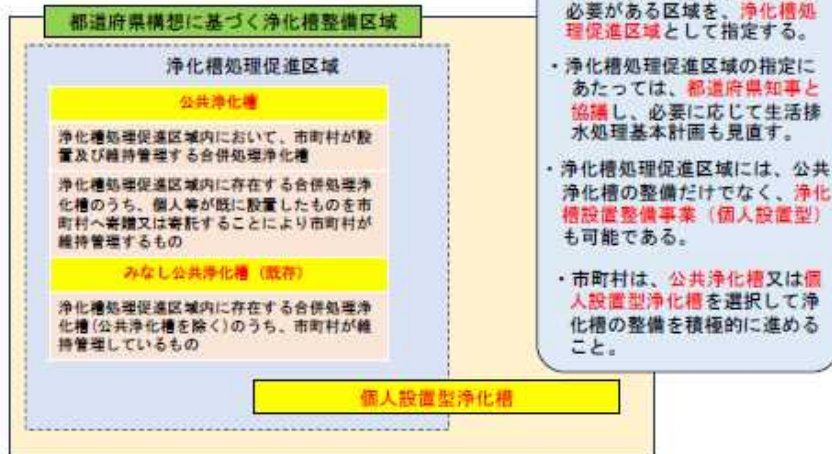 都道府県構想に基づく浄化槽整備区域
浄化槽処理促進区域
公共浄化槽
浄化槽処理促進区域内において、市町村が設
置及び維持管理する合併処理浄化槽
浄化槽処理促進区域内に存在する合併処理浄
化槽のうち、個人等が既に設置したものを市
町村へ寄贈又は寄託することにより市町村が
維持管理するもの
みなし公共浄化槽（既存）
浄化槽処理促進区域内に存在する合併処理浄
化槽(公共浄化槽を除く)のうち、市町村が維
持管理しているもの
個人設置型浄化槽
必要がある区域を、浄化槽処
理促進区域として指定する。
・浄化槽処理促進区域の指定に
あたっては、都道府県知事と
協議し、必要に応じて生活排
水処理基本計画も見直す。
・浄化槽処理促進区域には、公共
浄化槽の整備だけでなく、浄化
槽設置整備事業（個人設置型）
も可能である。
・市町村は、公共浄化槽又は個
人設置型浄化槽を選択して浄
化槽の整備を積極的に進める
こと。